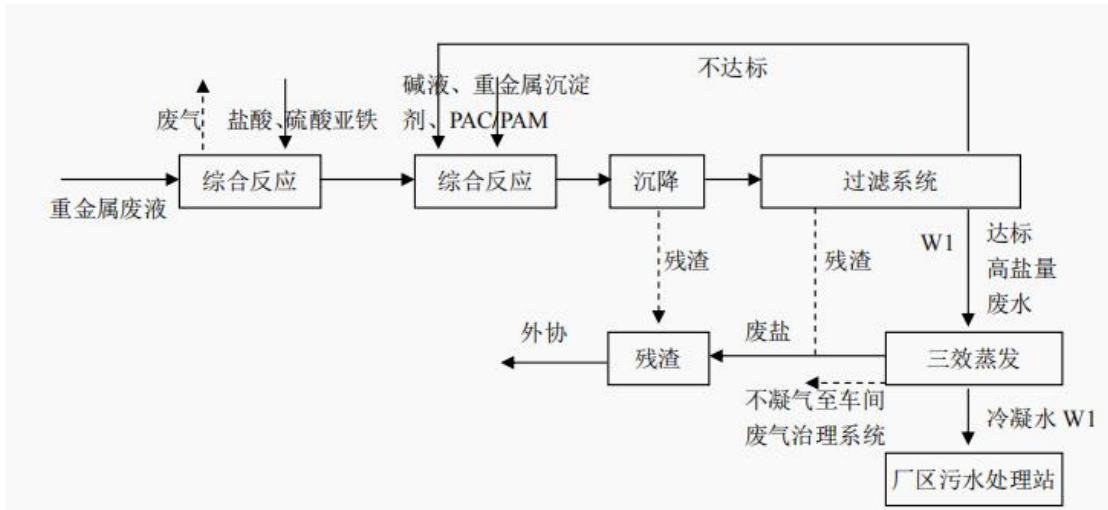 不达标
碱液、重金属沉淀
剂、PAC/PAM
废气
盐酸、硫酸亚铁
综合反应
综合反应
沉降
过滤系统
重金属废液
W1
达标
高盐量
废水
残渣
残渣
外协
残渣
废盐
三效蒸发
不凝气至车间
废气治理系统
冷凝水 W1
厂区污水处理站